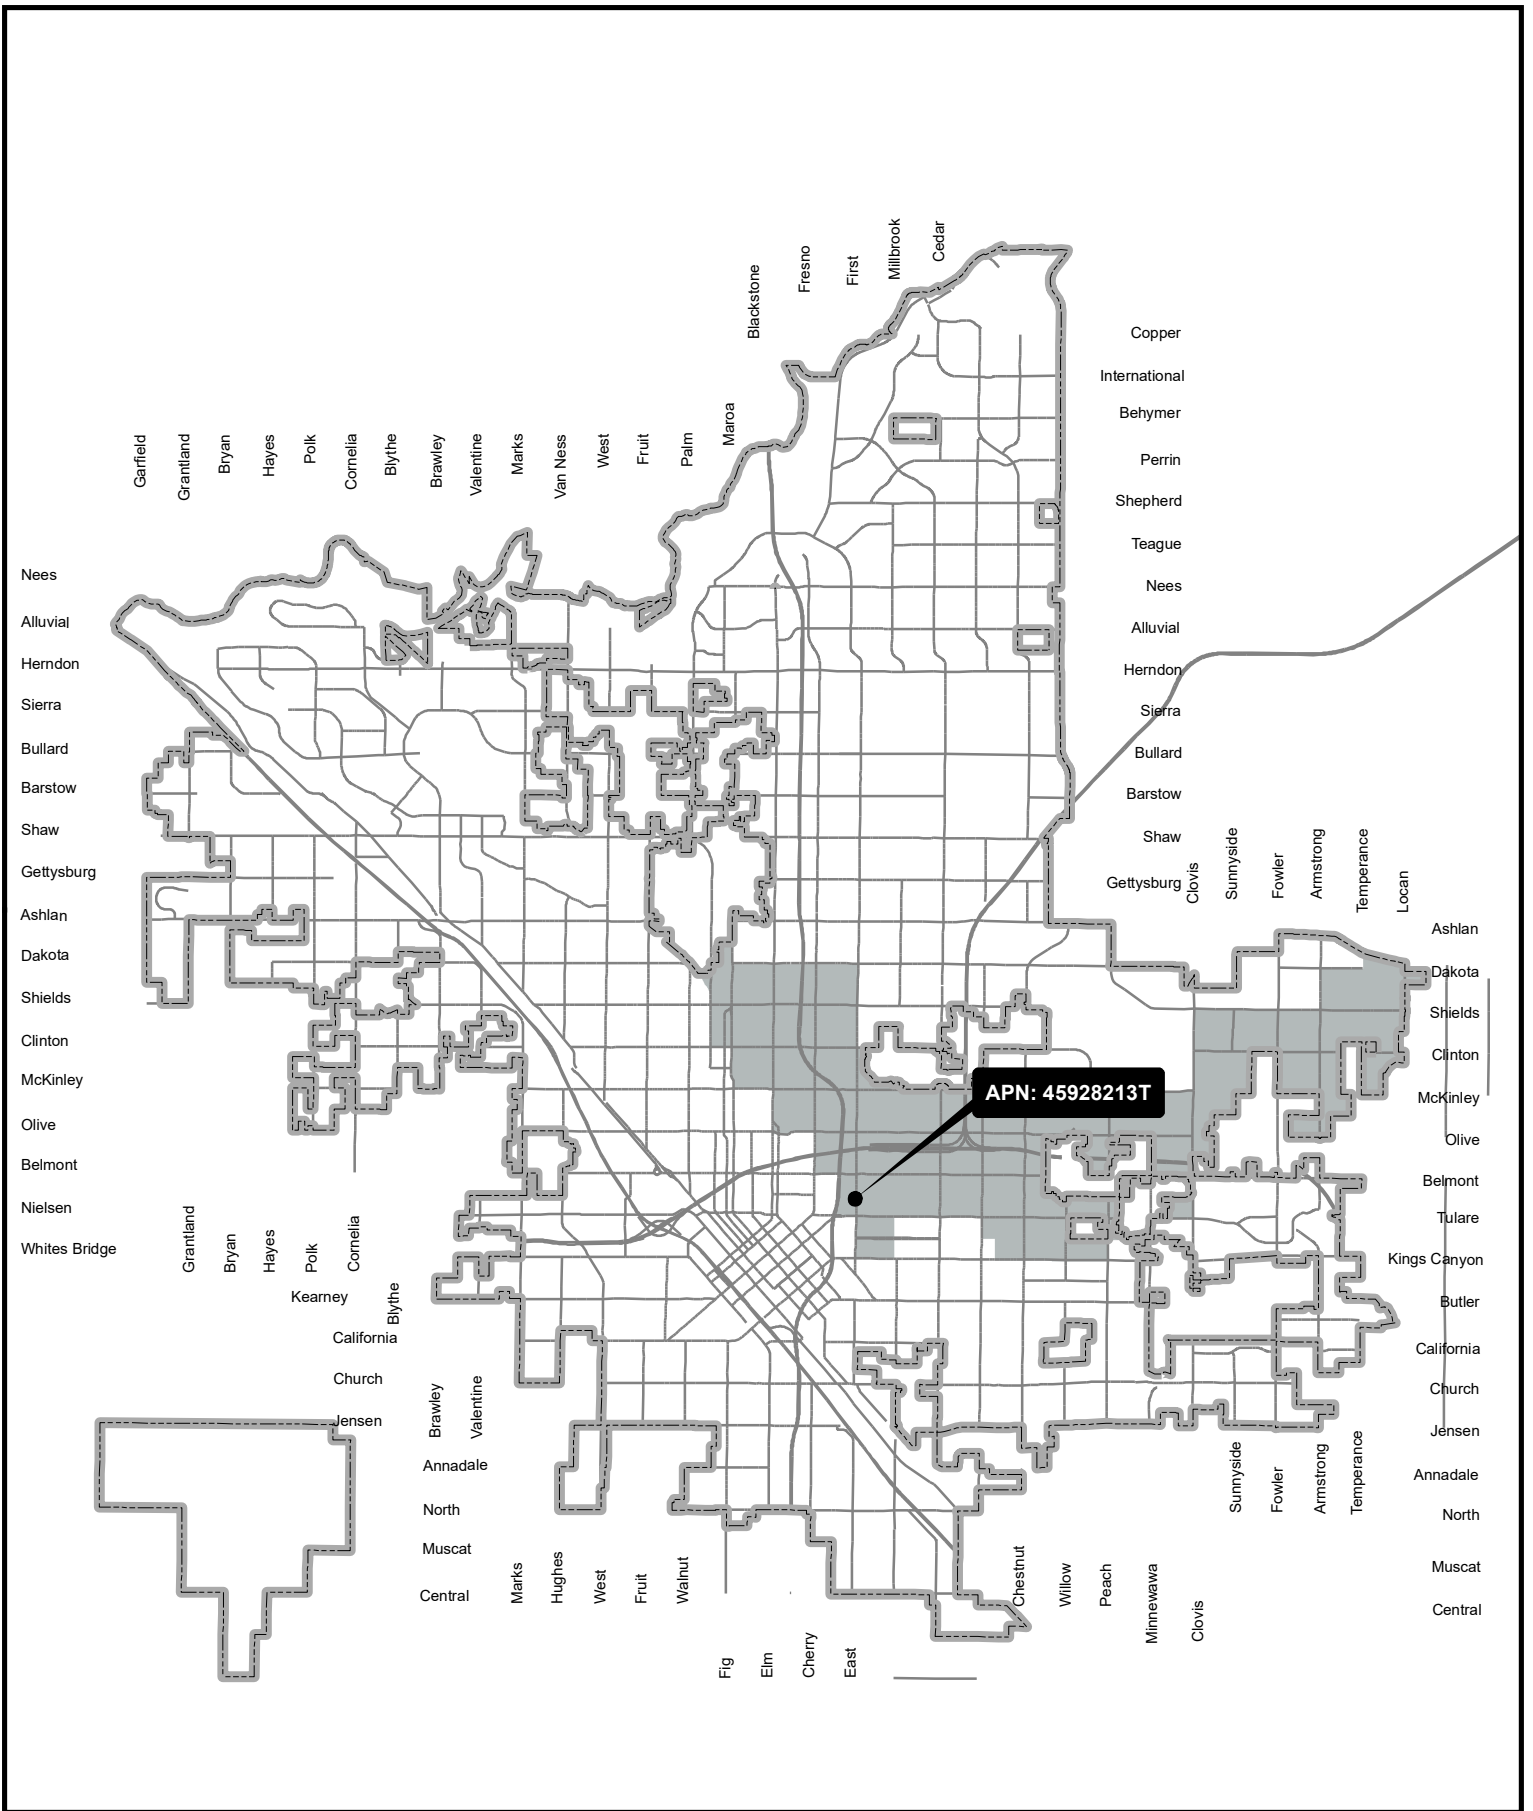 Blackstone
Fresno
First
Millbrook
Cedar
Copper
International
Behymer
Perrin
Shepherd
Teague
Nees
Alluvial
Herndon
Sierra
Bullard
Barstow
Shaw
Gettysburg
Garfield
Grantland
Bryan
Hayes
Polk
Cornelia
Blythe
Brawley
Valentine
Marks
Van Ness
West
Fruit
Palm
Maroa
Nees
Alluvial
Herndon
Sierra
Bullard
Barstow
Shaw
Gettysburg
Ashlan
Dakota
Shields
Clinton
McKinley
Olive
Belmont
Nielsen
Whites Bridge
Clovis
Sunnyside
Fowler
Armstrong
Temperance
Locan
Ashlan
Dakota
Shields
Clinton
McKinley
Olive
Belmont
Tulare
Kings Canyon
Butler
California
Church
Jensen
Annadale
North
Muscat
Central
APN: 45928213T
Grantland
Bryan
Hayes
Polk
Cornelia
Blythe
Kearney
California
Church
Jensen
Brawley
Valentine
Annadale
North
Muscat
Central
Marks
Hughes
West
Fruit
Walnut
Fig
Elm
Cherry
East
Chestnut
Willow
Peach
Minnewawa
Clovis
Sunnyside
Fowler
Armstrong
Temperance